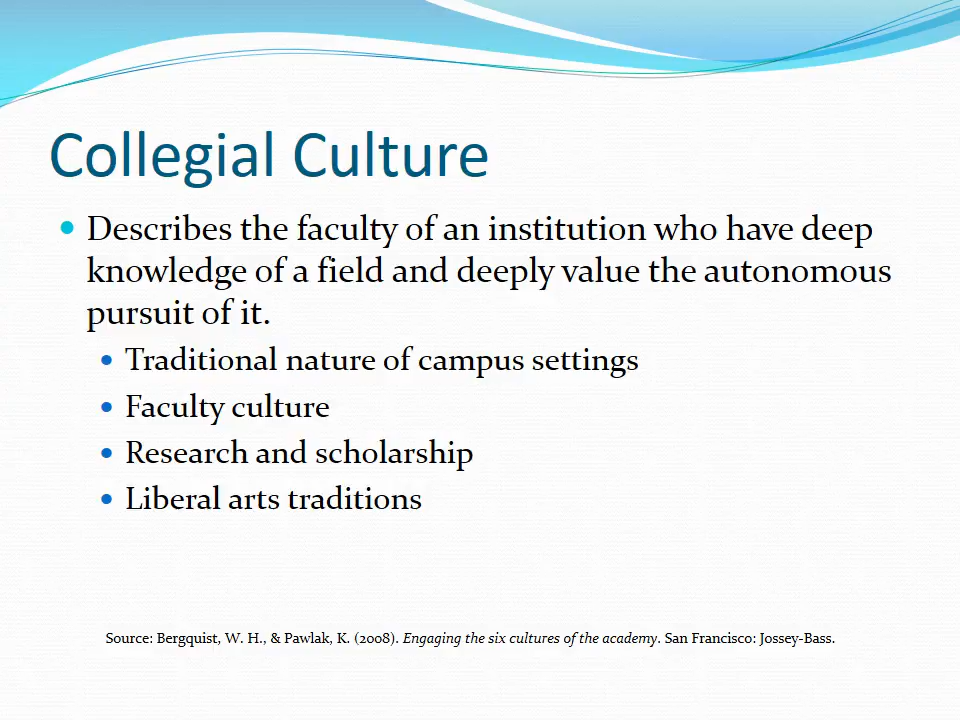 Collegial Culture
Describes the faculty of an institution who have deep
knowledge of a field and deeply value the autonomous
pursuit of it.
Traditional nature of campus settings
Faculty culture
Research and scholarship
Liberal arts traditions
Source: Bergquist, W. H., & Pawlak, K. (2008). Engaging the six cultures of the academy. San Francisco: Jossey-Bass.